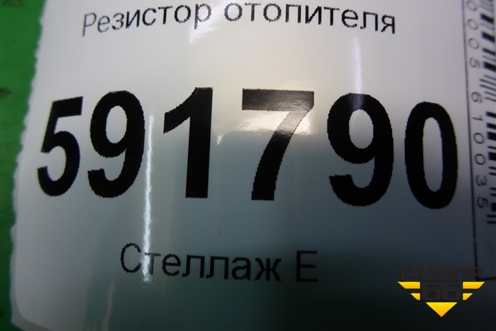 Резистор отопителя
591790
Стеллаж Е